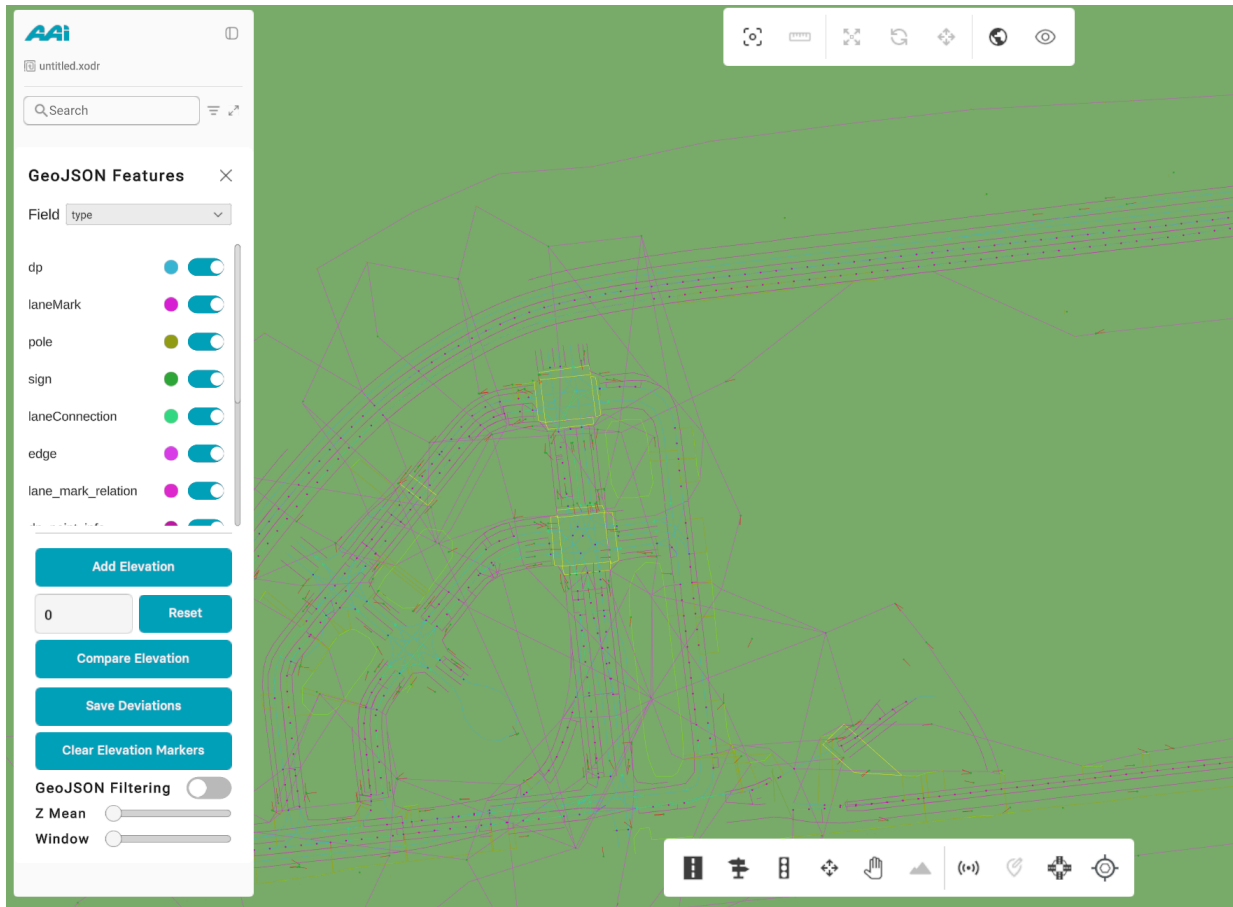 AAi
untitled.xodr
Search
GeoJSON Features
Field type
dp
laneMark
pole
sign
laneConnection
edge
lane_mark_relation
Add Elevation
0 Reset
Compare Elevation
Save Deviations
Clear Elevation Markers
GeoJSON Filtering
Z Mean
Window